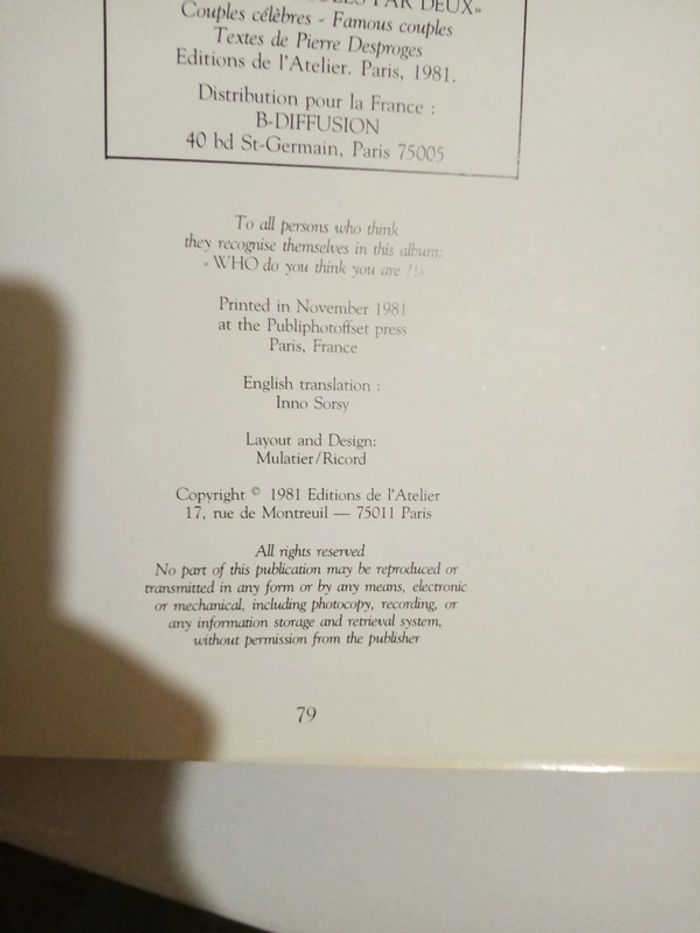 PAR DEUX»
Couples célèbres - Famous couples
Textes de Pierre Desproges
Editions de l'Atelier. Paris, 1981.
Distribution pour la France :
B-DIFFUSION
40 bd St-Germain, Paris 75005
To all persons who think
they recognise themselves in this album:
« WHO do you think you are ?!»
Printed in November 1981
at the Publiphotoffset press
Paris, France
English translation :
Inno Sorsy
Layout and Design:
Mulatier/Ricord
Copyright © 1981 Editions de l'Atelier
17, rue de Montreuil — 75011 Paris
All rights reserved
No part of this publication may be reproduced or
transmitted in any form or by any means, electronic
or mechanical, including photocopy, recording, or
any information storage and retrieval system,
without permission from the publisher
79